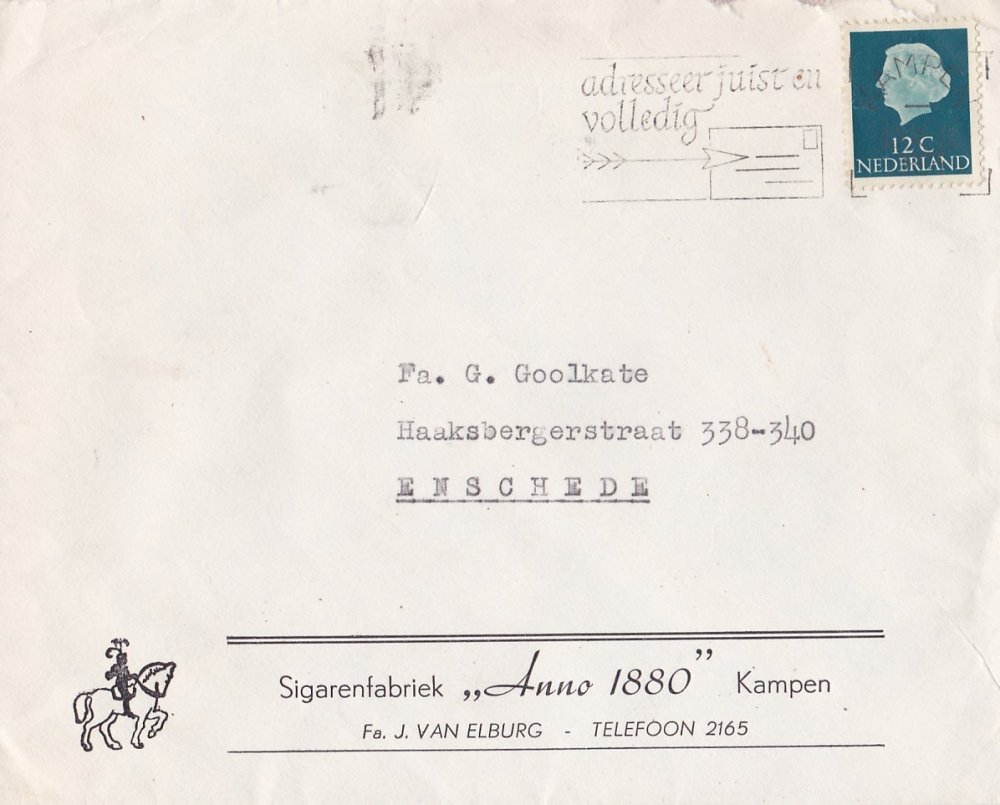 adresseer juist en
volledig
KAMPEN
12 C
NEDERLAND
Fa. G. Goolkate
Haaksbergerstraat 338-340
ENSCHEDE
Sigarenfabriek „Anno 1880” Kampen
Fa. J. VAN ELBURG - TELEFOON 2165